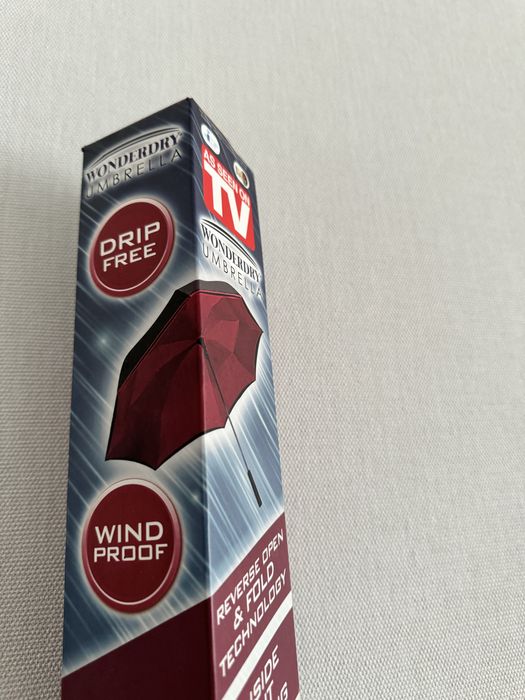 WONDERDRY
UMBRELLA
DRIP
FREE
WIND
PROOF
AS SEEN ON
TV
WONDERDRY
UMBRELLA
REVERSE OPEN
& FOLD
TECHNOLOGY